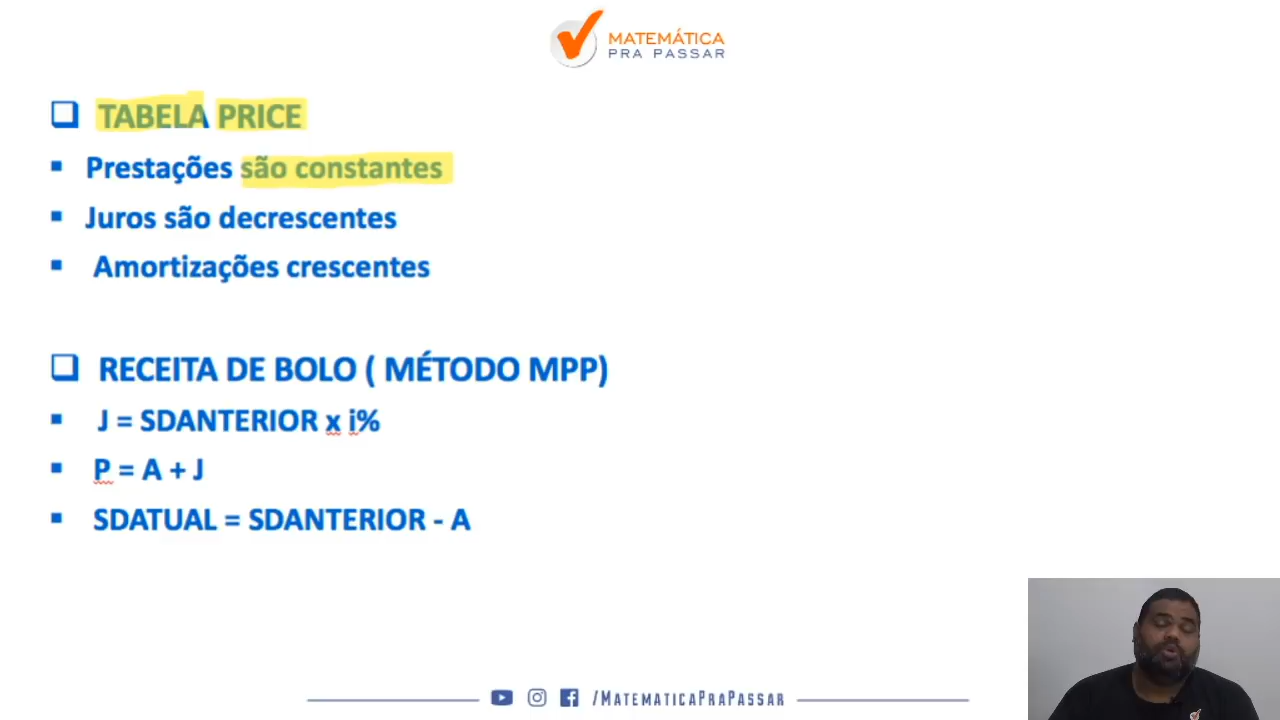 MATEMÁTICA
PRA PASSAR
TABELA PRICE
Prestações são constantes
Juros são decrescentes
Amortizações crescentes
RECEITA DE BOLO ( MÉTODO MPP)
J = SDANTERIOR x i%
P = A + J
SDATUAL = SDANTERIOR - A
/MATEMATICAPRAPASSAR